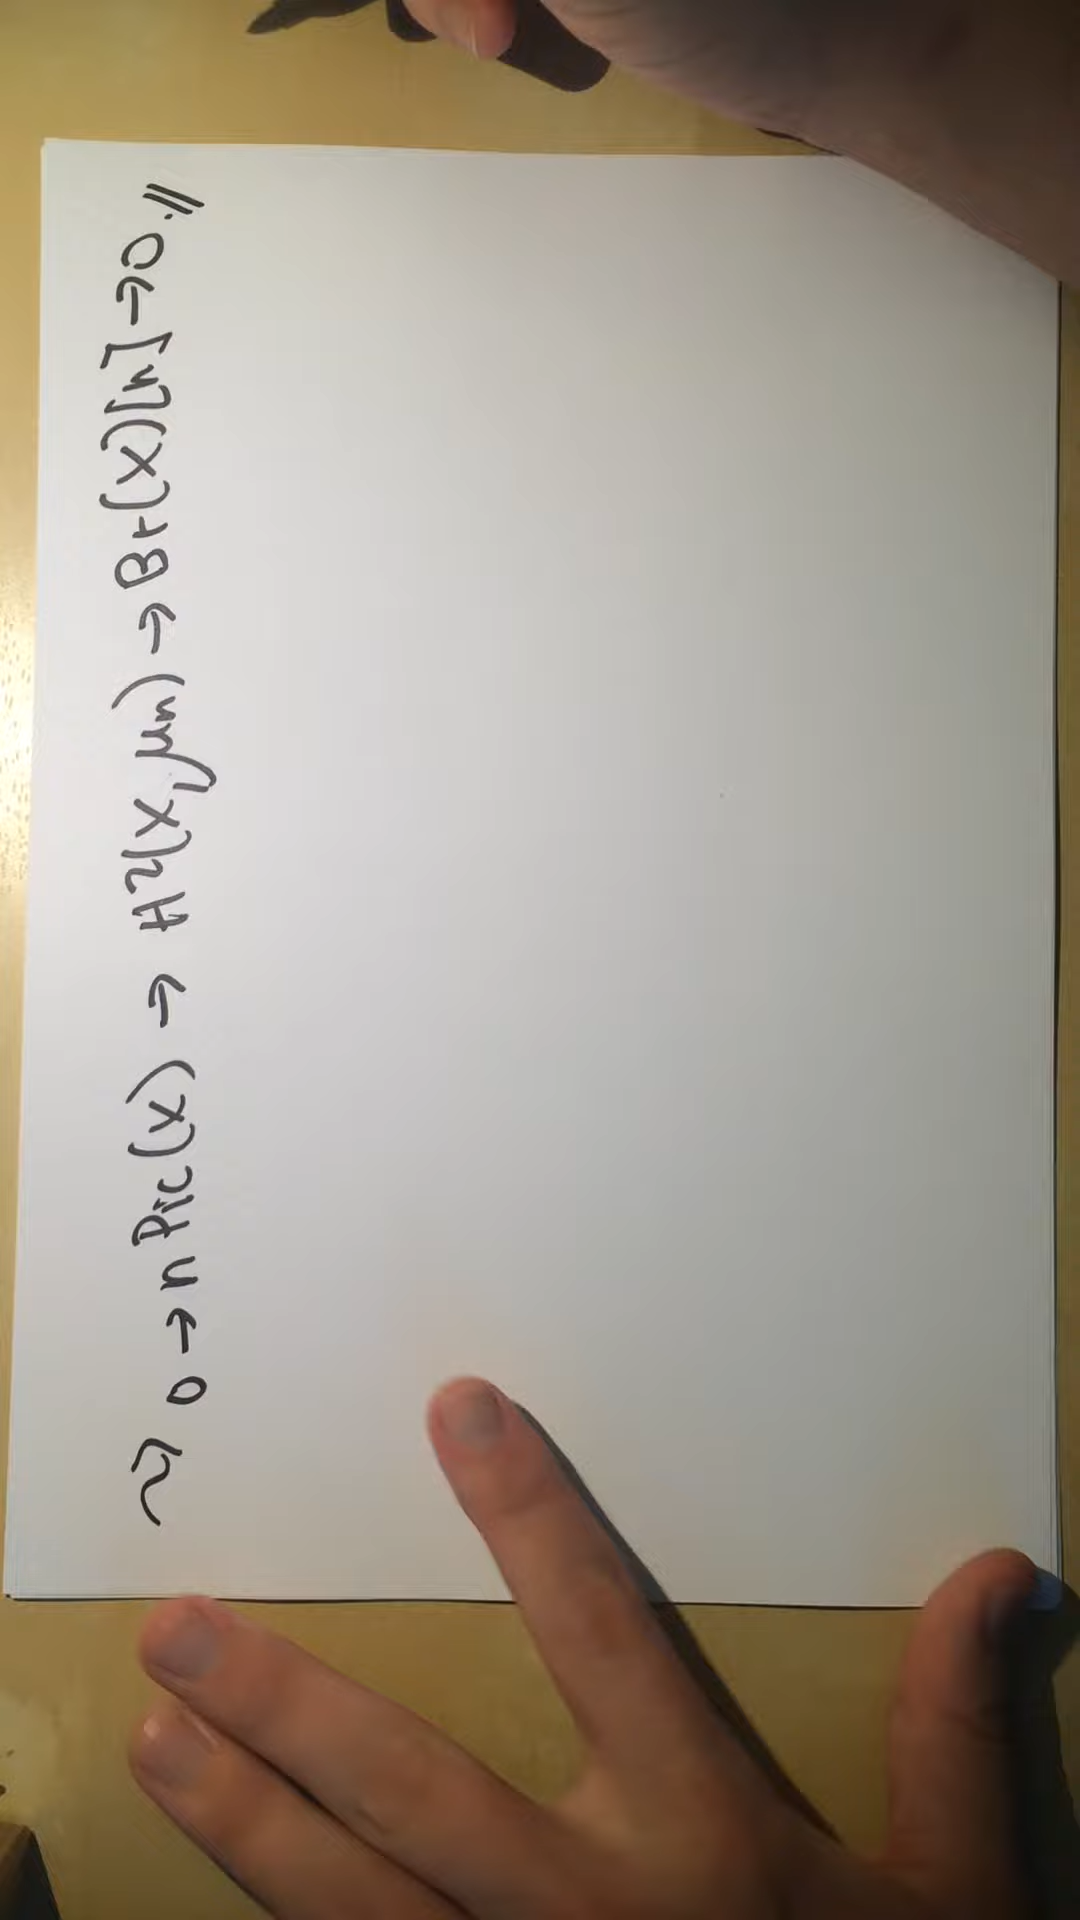 ⇝ 0 → n Pic(X) → H²(X, μn) → Br(X)[n] → 0. //